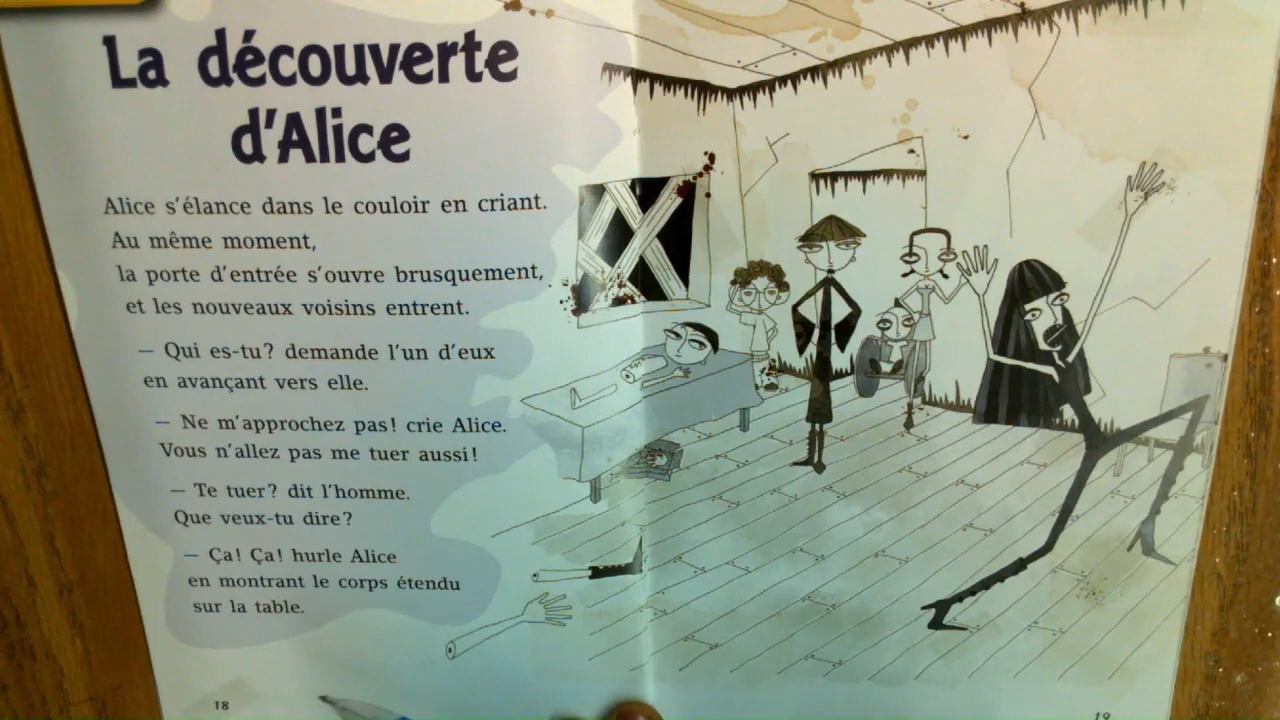 La découverte
d'Alice
Alice s'élance dans le couloir en criant.
Au même moment,
la porte d'entrée s'ouvre brusquement,
et les nouveaux voisins entrent.
– Qui es-tu? demande l'un d'eux
en avançant vers elle.
– Ne m'approchez pas! crie Alice.
Vous n'allez pas me tuer aussi!
– Te tuer? dit l'homme.
Que veux-tu dire?
– Ça! Ça! hurle Alice
en montrant le corps étendu
sur la table.
18
19